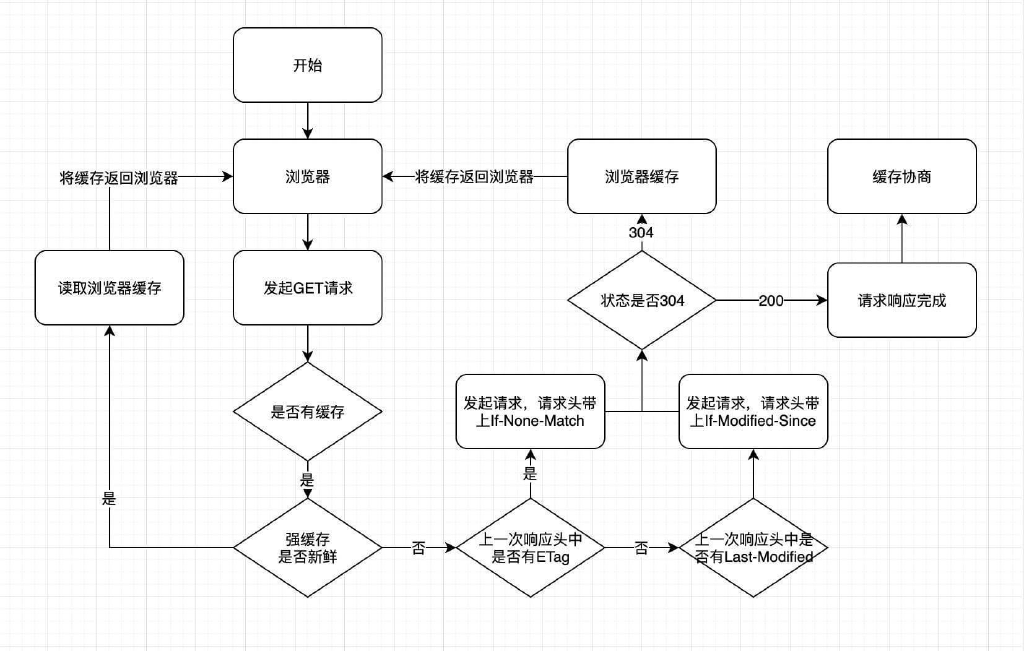 开始
将缓存返回浏览器
浏览器
将缓存返回浏览器
浏览器缓存
缓存协商
304
读取浏览器缓存
发起GET请求
状态是否304
200
请求响应完成
是否有缓存
发起请求，请求头带
上If-None-Match
发起请求，请求头带
上If-Modified-Since
是
是
是
强缓存
是否新鲜
否
上一次响应头中
是否有ETag
否
上一次响应头中是
否有Last-Modified